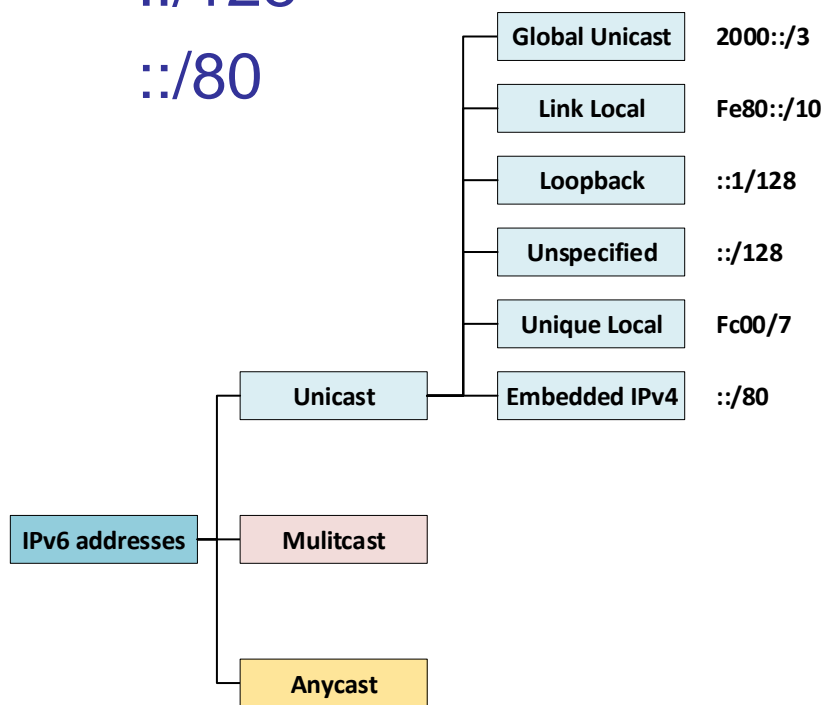 ::/128
::/80
Global Unicast 2000::/3
Link Local Fe80::/10
Loopback ::1/128
Unspecified ::/128
Unique Local Fc00/7
Embedded IPv4 ::/80
Unicast
IPv6 addresses
Mulitcast
Anycast